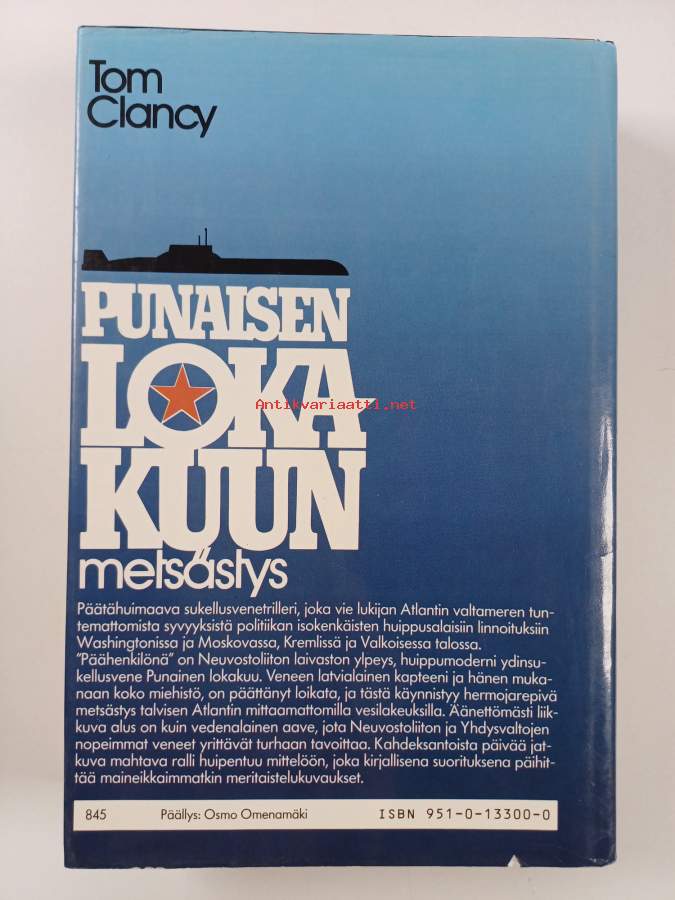 Tom
Clancy
PUNAISEN
LOKA
KUUN
metsästys
Antikvariaatti.net
Päätähuimaava sukellusvenetrilleri, joka vie lukijan Atlantin valtameren tun-
temattomista syvyyksistä politiikan isokenkäisten huippusalaisiin linnoituksiin
Washingtonissa ja Moskovassa, Kremlissä ja Valkoisessa talossa.
"Päähenkilönä" on Neuvostoliiton laivaston ylpeys, huippumoderni ydinsu-
kellusvene Punainen lokakuu. Veneen latvialainen kapteeni ja hänen muka-
naan koko miehistö, on päättänyt loikata, ja tästä käynnistyy hermojarepivä
metsästys talvisen Atlantin mittaamattomilla vesilakeuksilla. Äänettömästi liik-
kuva alus on kuin vedenalainen aave, jota Neuvostoliiton ja Yhdysvaltojen
nopeimmat veneet yrittävät turhaan tavoittaa. Kahdeksantoista päivää jat-
kuva mahtava ralli huipentuu mittelöön, joka kirjallisena suorituksena päihit-
tää maineikkaimmatkin meritaistelukuvaukset.
845 Päällys: Osmo Omenamäki ISBN 951-0-13300-0